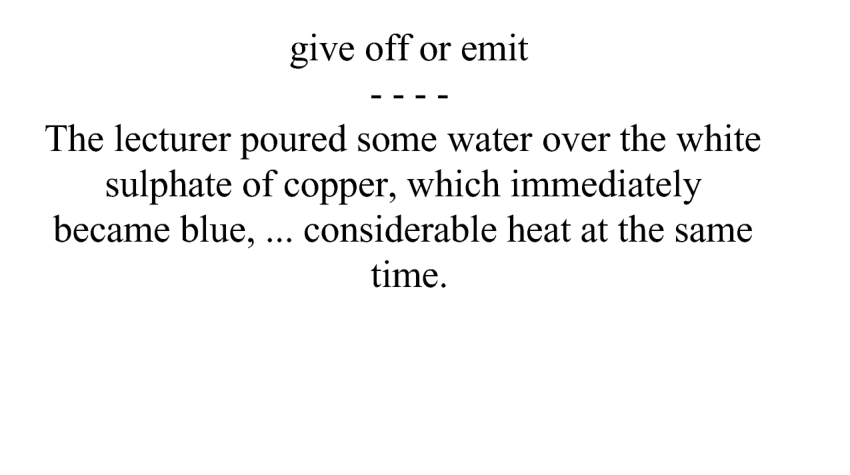 give off or emit
- - - -
The lecturer poured some water over the white
sulphate of copper, which immediately
became blue, ... considerable heat at the same
time.